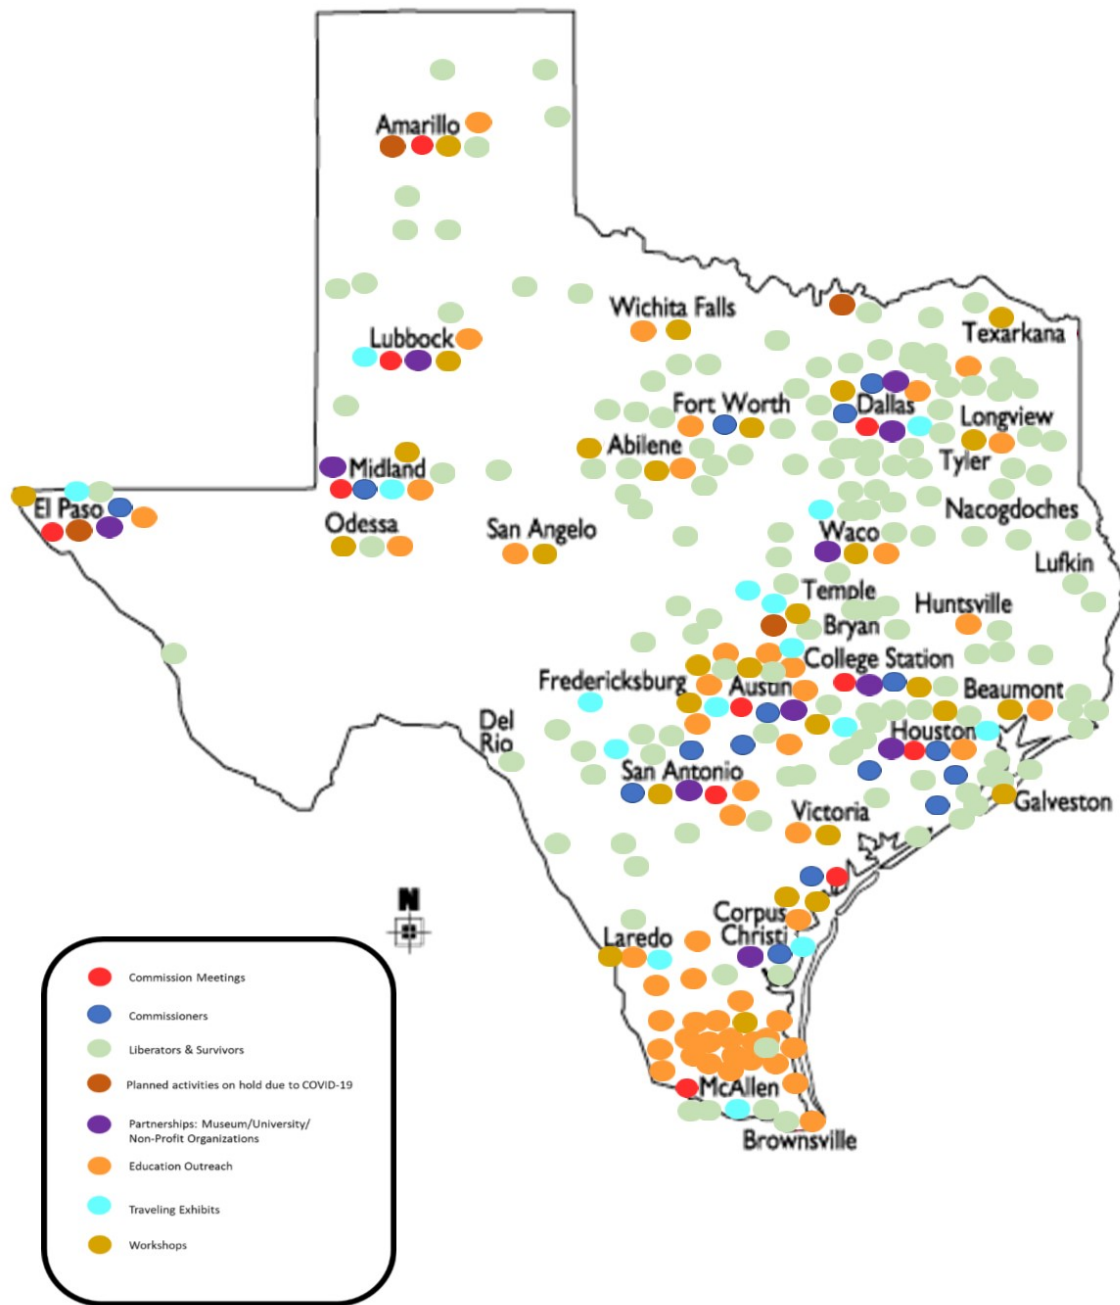 Amarillo
Wichita Falls
Texarkana
Lubbock
Fort Worth
Dallas
Longview
Abilene
Tyler
Midland
El Paso
Odessa
San Angelo
Waco
Nacogdoches
Lufkin
Temple
Bryan
Huntsville
College Station
Fredericksburg
Austin
Beaumont
Del
Rio
Houston
San Antonio
Galveston
Victoria
Corpus
Christi
Laredo
McAllen
Brownsville
N
Commission Meetings
Commissioners
Liberators & Survivors
Planned activities on hold due to COVID-19
Partnerships: Museum/University/
Non-Profit Organizations
Education Outreach
Traveling Exhibits
Workshops